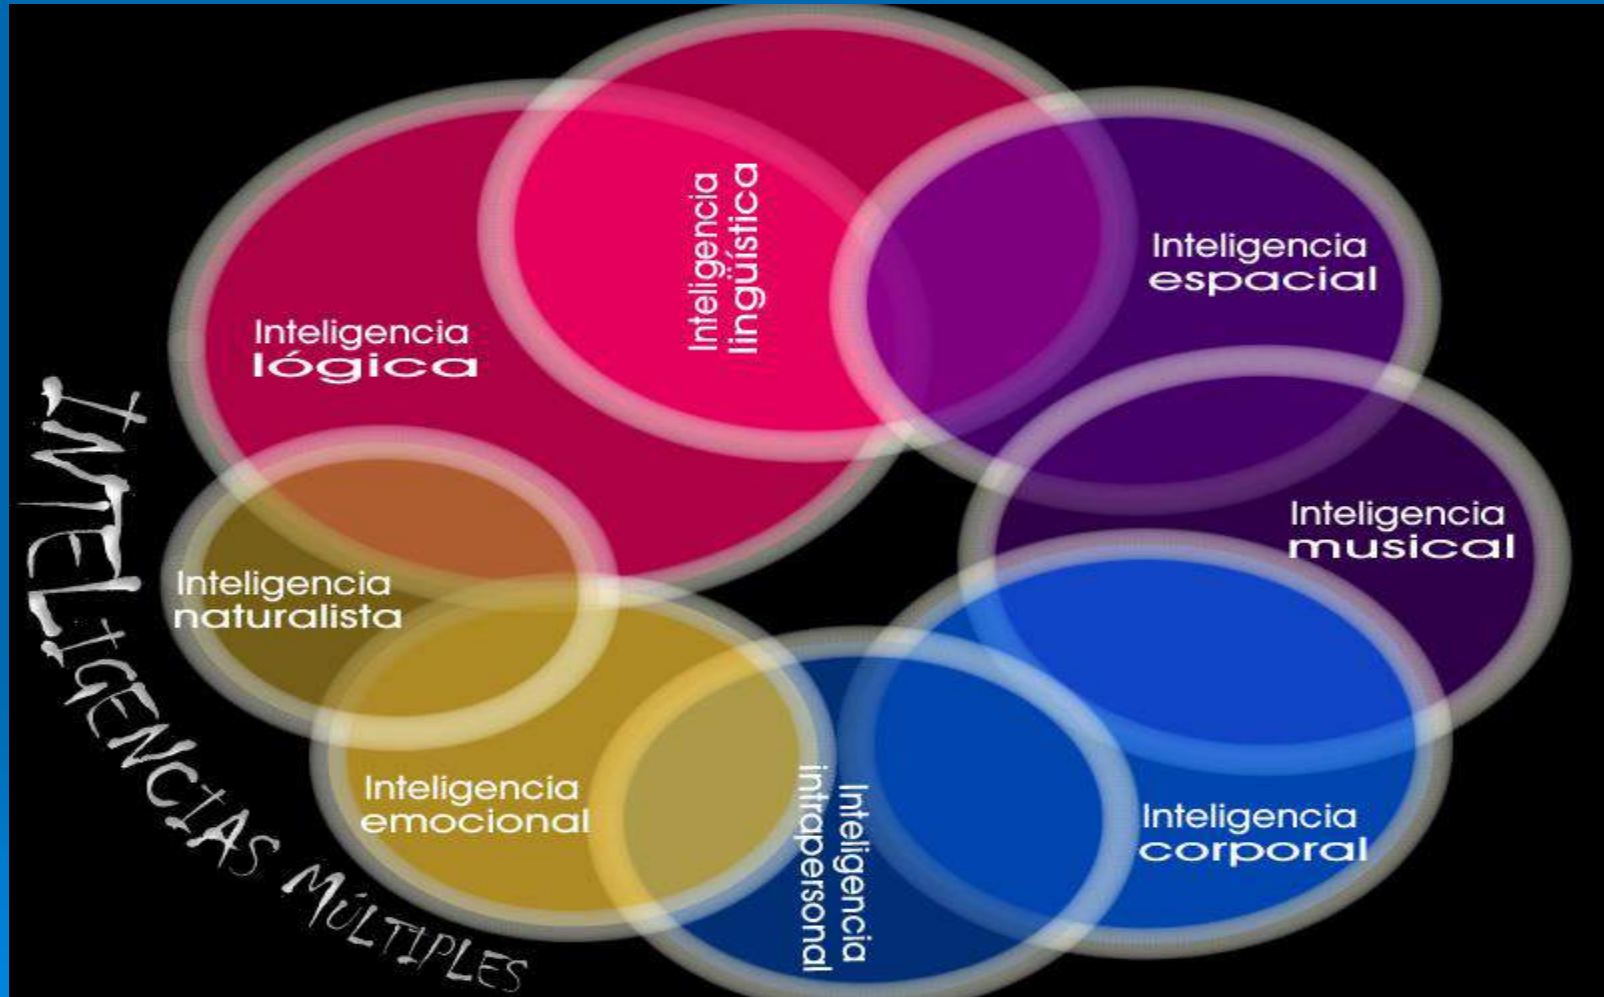 Inteligencia
lingüística
Inteligencia
espacial
Inteligencia
lógica
Inteligencia
musical
Inteligencia
naturalista
Inteligencia
emocional
Inteligencia
intrapersonal
Inteligencia
corporal
INTELIGENCIAS MÚLTIPLES